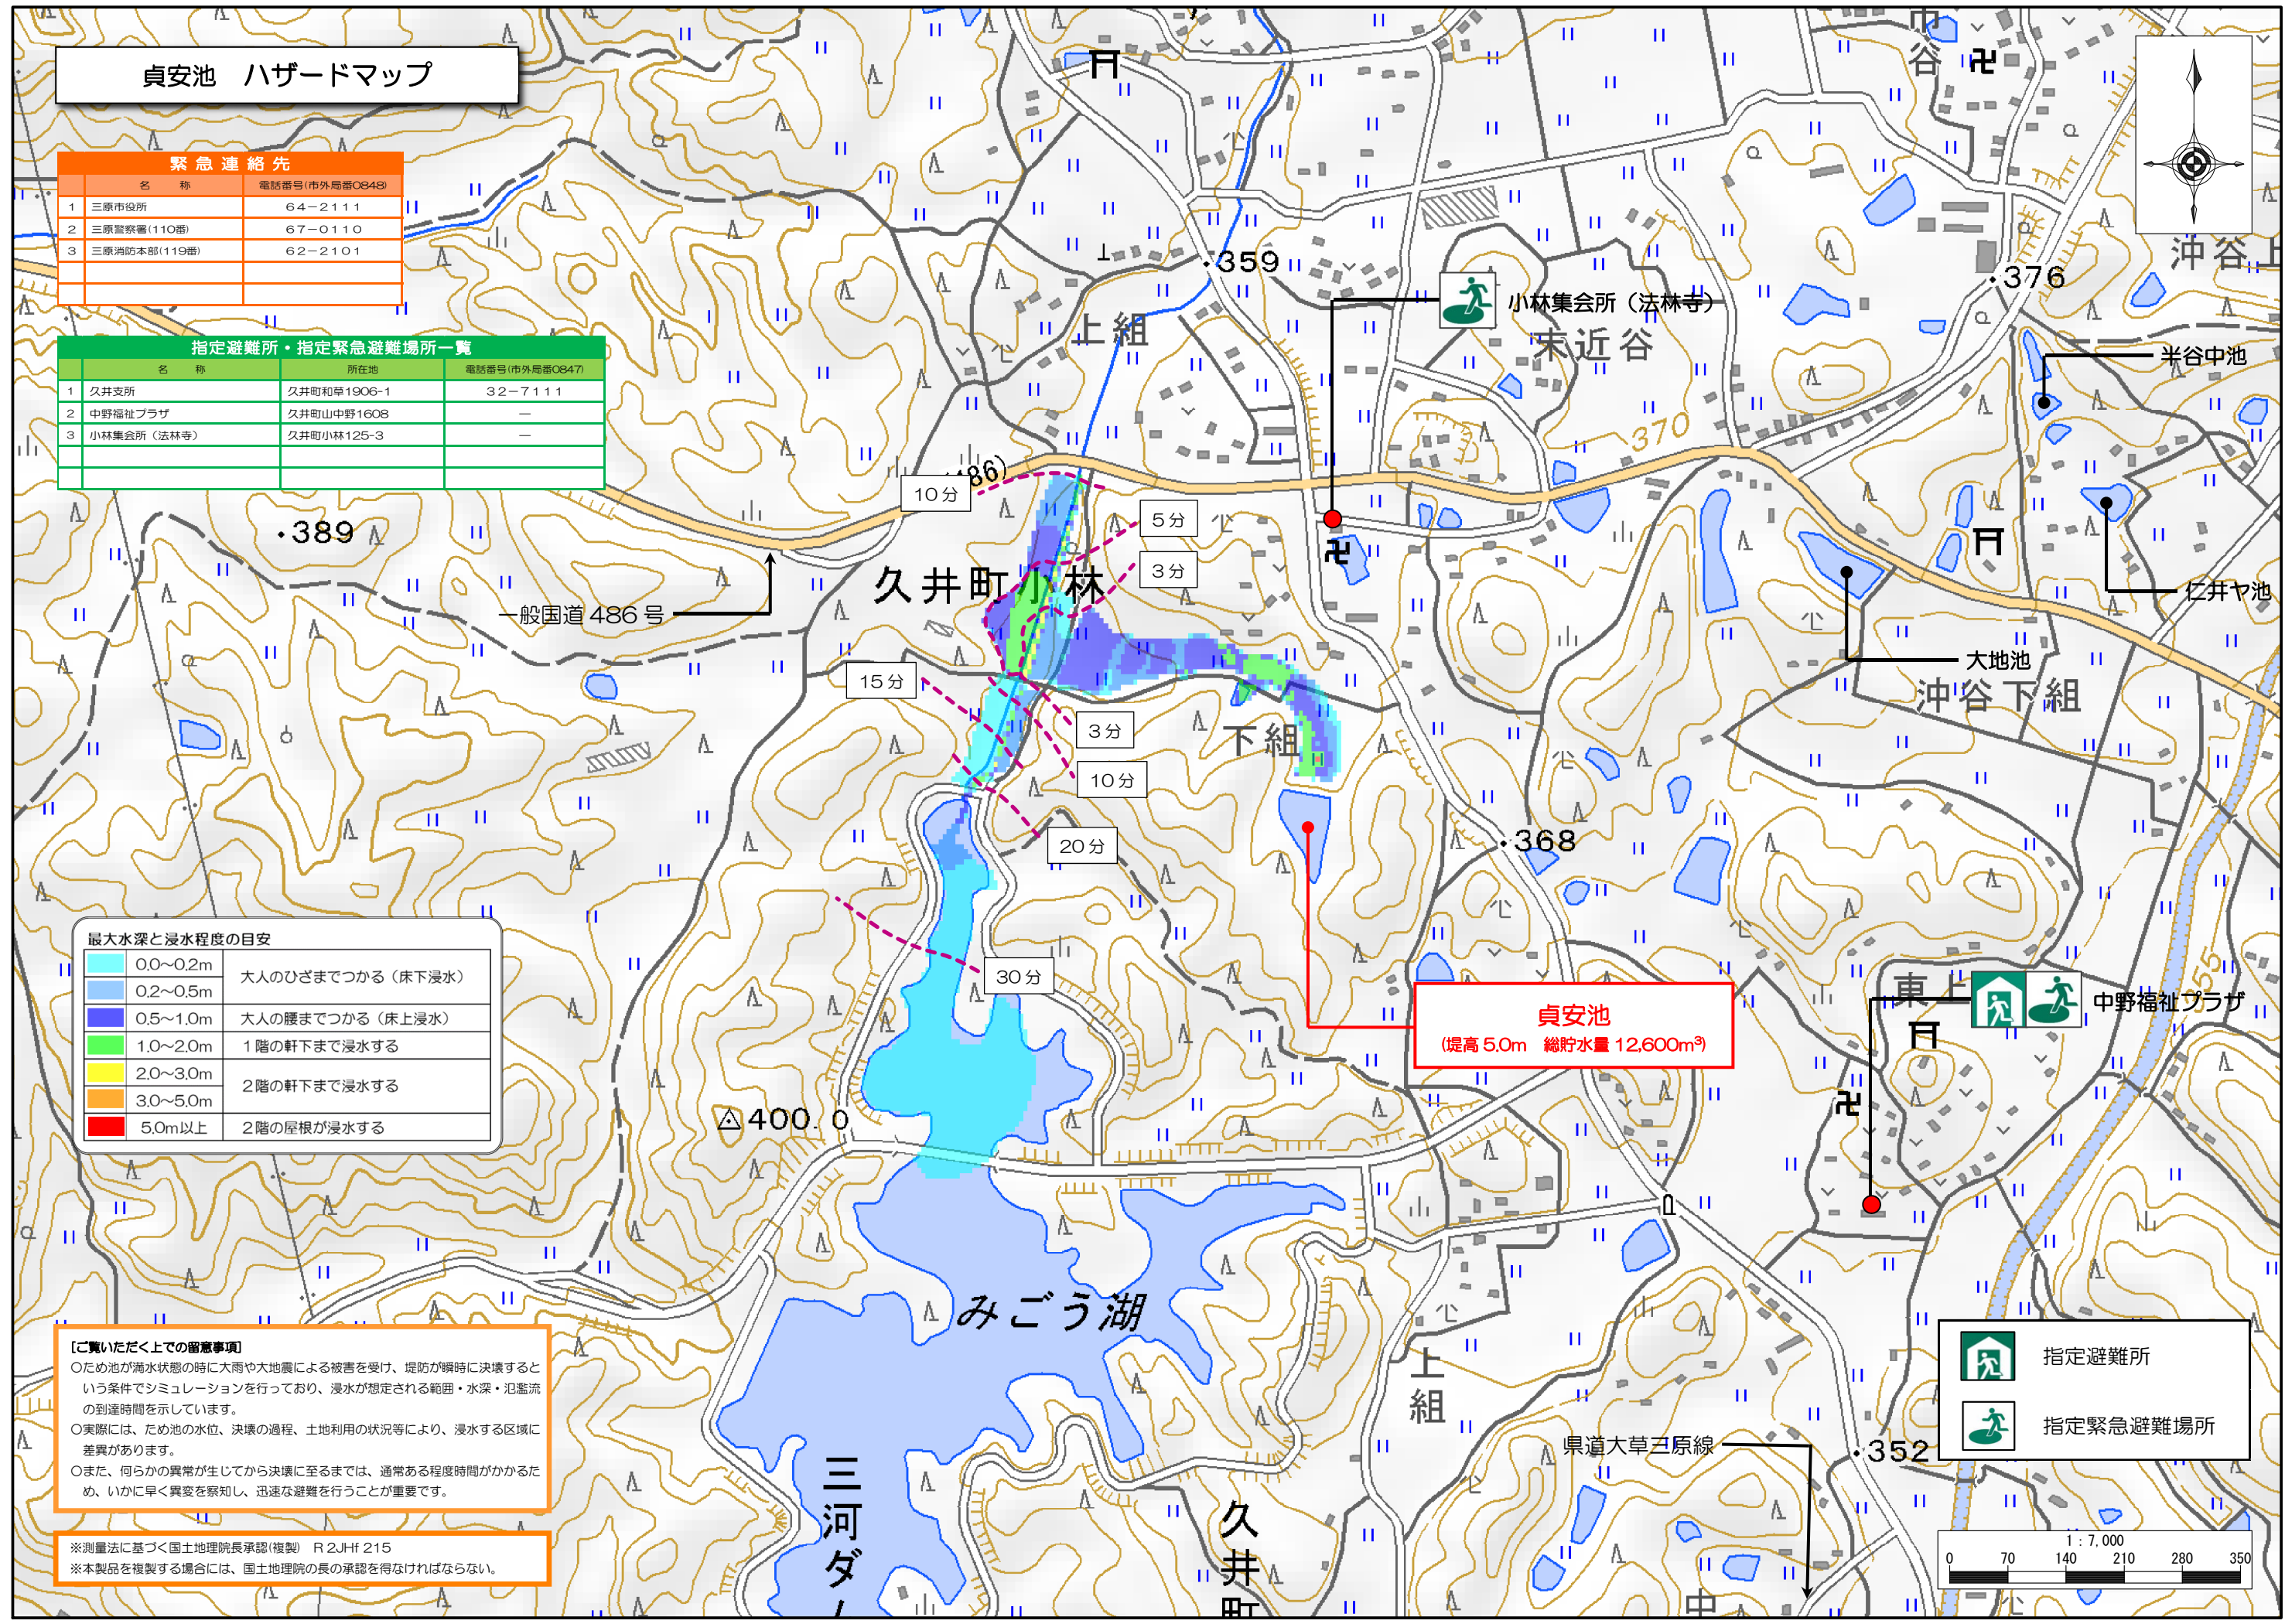 貞安池　ハザードマップ
緊急連絡先
名　称　電話番号(市外局番0848)
1　三原市役所　64－2111
2　三原警察署(110番)　67－0110
3　三原消防本部(119番)　62－2101
指定避難所・指定緊急避難場所一覧
名　称　所在地　電話番号(市外局番0847)
1　久井支所　久井町和草1906-1　32－7111
2　中野福祉プラザ　久井町山中野1608　―
3　小林集会所（法林寺）　久井町小林125-3　―
市谷
沖谷上
・359
・376
小林集会所（法林寺）
末近谷
上組
半谷中池
370
86)
10分
5分
3分
・389
久井町小林
一般国道486号
仁井ヤ池
大地池
沖谷下組
15分
3分
下組
10分
20分
・368
30分
最大水深と浸水程度の目安
0.0～0.2m
大人のひざまでつかる（床下浸水）
0.2～0.5m
0.5～1.0m　大人の腰までつかる（床上浸水）
1.0～2.0m　1階の軒下まで浸水する
2.0～3.0m
2階の軒下まで浸水する
3.0～5.0m
5.0m以上　2階の屋根が浸水する
貞安池
(堤高5.0m　総貯水量12,600m³)
東上
中野福祉プラザ
355
400.0
みごう湖
三河ダム
上組
久井町
中
県道大草三原線
・352
[ご覧いただく上での留意事項]
○ため池が満水状態の時に大雨や大地震による被害を受け、堤防が瞬時に決壊すると
いう条件でシミュレーションを行っており、浸水が想定される範囲・水深・氾濫流
の到達時間を示しています。
○実際には、ため池の水位、決壊の過程、土地利用の状況等により、浸水する区域に
差異があります。
○また、何らかの異常が生じてから決壊に至るまでは、通常ある程度時間がかかるた
め、いかに早く異変を察知し、迅速な避難を行うことが重要です。
※測量法に基づく国土地理院長承認(複製)　R 2JHf 215
※本製品を複製する場合には、国土地理院の長の承認を得なければならない。
指定避難所
指定緊急避難場所
1：7,000
0　70　140　210　280　350